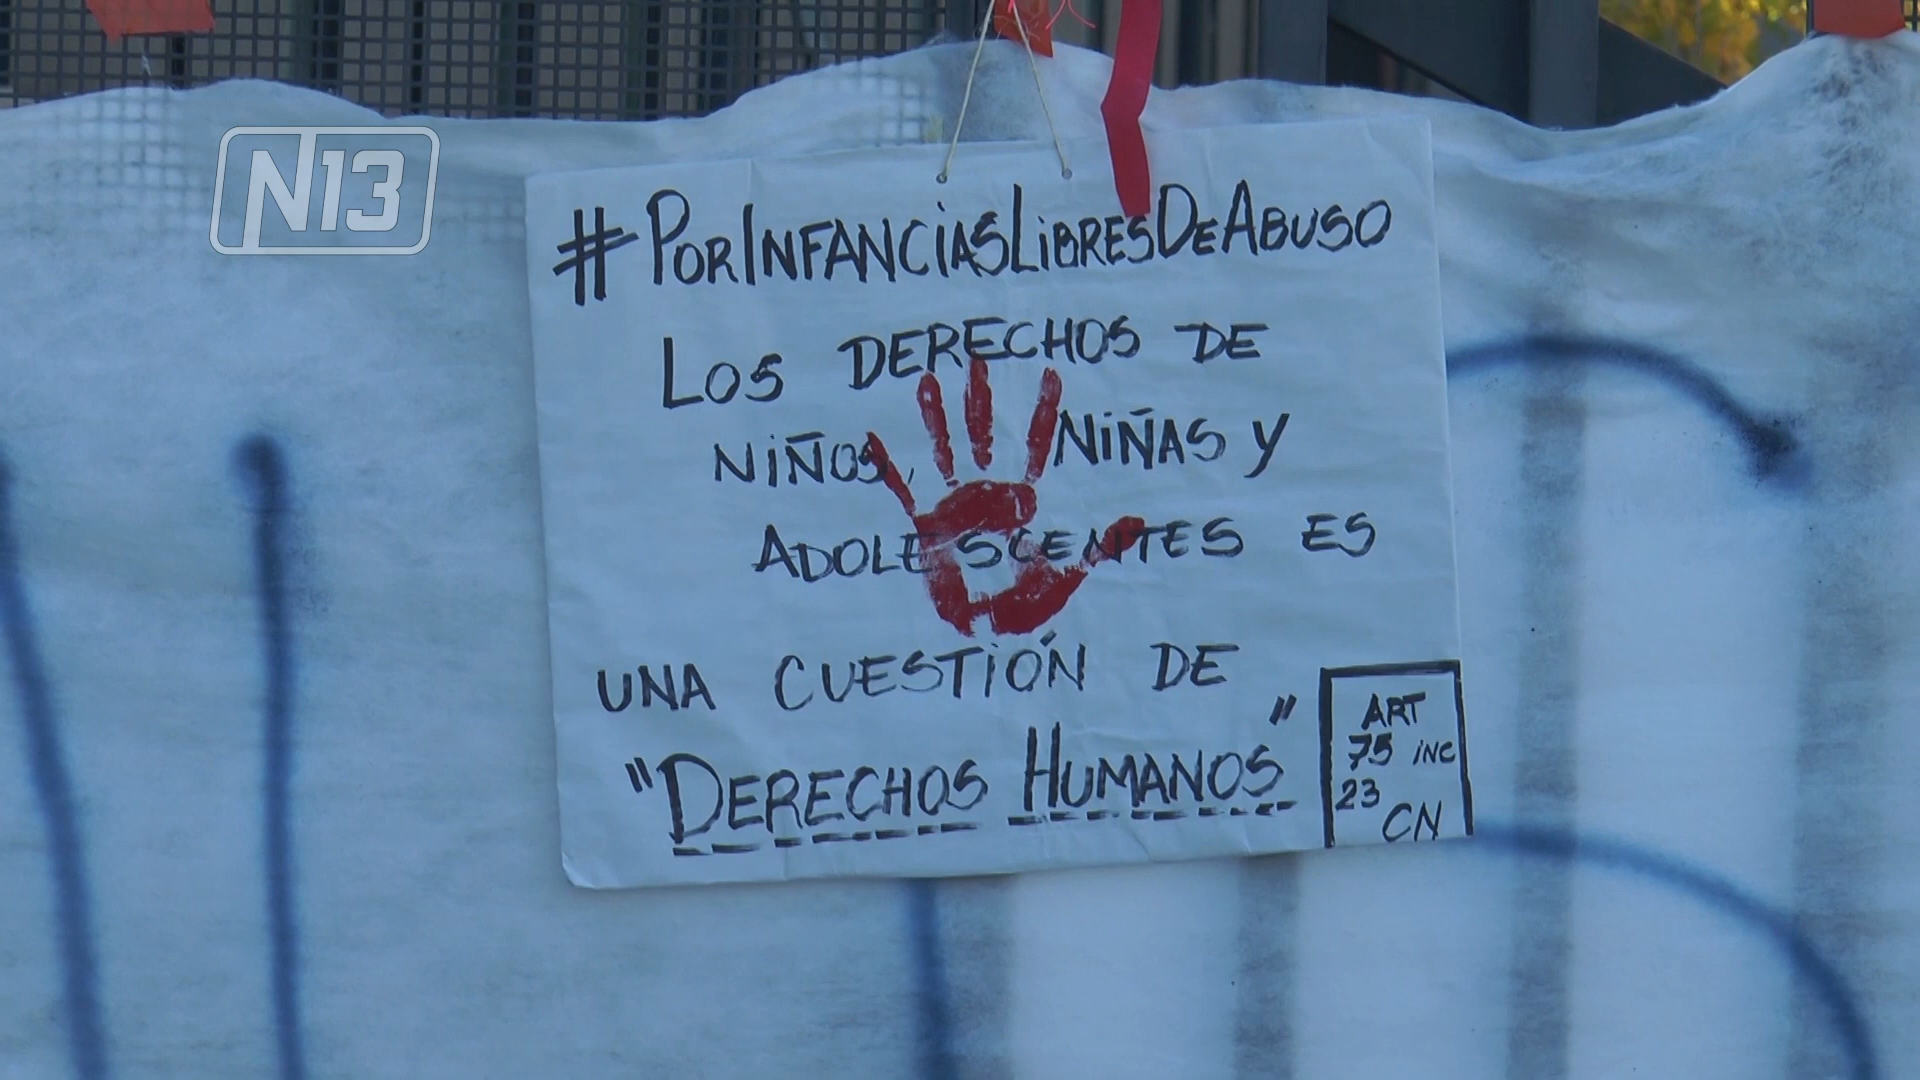 N13
#PorInfanciasLibresDeAbuso
Los DERECHOS DE
NIÑOS, NIÑAS Y
ADOLESCENTES ES
UNA CUESTIÓN DE
"DERECHOS HUMANOS"
ART
75 inc
23
CN